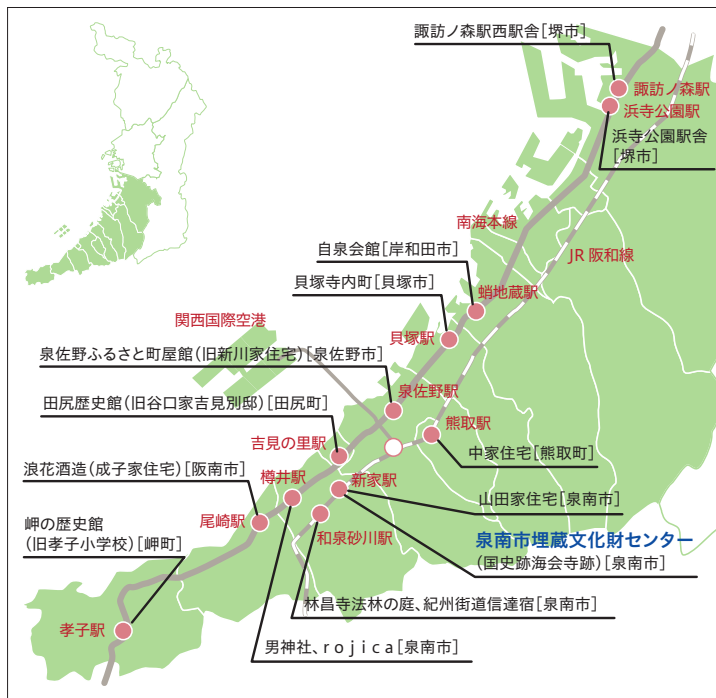 諏訪ノ森駅西駅舎[堺市]
諏訪ノ森駅
浜寺公園駅
浜寺公園駅舎
[堺市]
南海本線
自泉会館[岸和田市]
JR 阪和線
貝塚寺内町[貝塚市]
蛸地蔵駅
関西国際空港
貝塚駅
泉佐野ふるさと町屋館(旧新川家住宅)[泉佐野市]
泉佐野駅
田尻歴史館(旧谷口家吉見別邸)[田尻町]
熊取駅
吉見の里駅
中家住宅[熊取町]
浪花酒造(成子家住宅)[阪南市]
樽井駅
新家駅
山田家住宅[泉南市]
尾崎駅
岬の歴史館
(旧孝子小学校)[岬町]
和泉砂川駅
泉南市埋蔵文化財センター
(国史跡海会寺跡)[泉南市]
林昌寺法林の庭、紀州街道信達宿[泉南市]
孝子駅
男神社、rojica[泉南市]